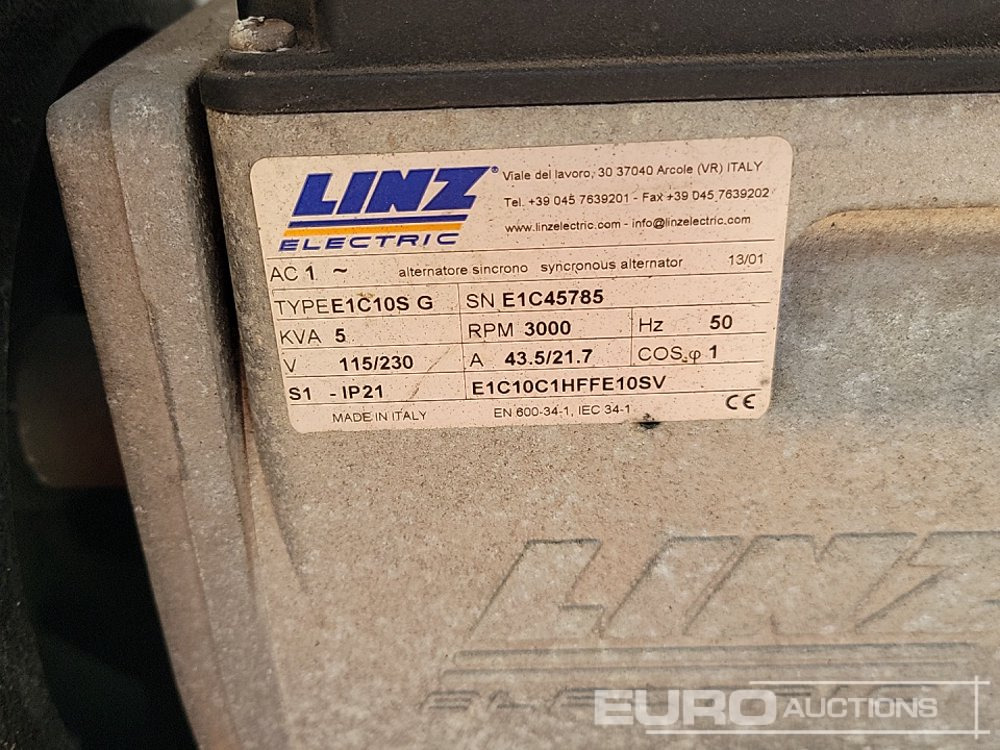 LINZ®
ELECTRIC
Viale del lavoro, 30 37040 Arcole (VR) ITALY
Tel. +39 045 7639201 - Fax +39 045 7639202
www.linzelectric.com - info@linzelectric.com
AC 1 ~ alternatore sincrono syncronous alternator 13/01
TYPE E1C10S G SN E1C45785
KVA 5 RPM 3000 Hz 50
V 115/230 A 43.5/21.7 COS φ 1
S1 - IP21 E1C10C1HFFE10SV
MADE IN ITALY EN 600-34-1, IEC 34-1 CE
LINZ
ELECTRIC
EURO AUCTIONS